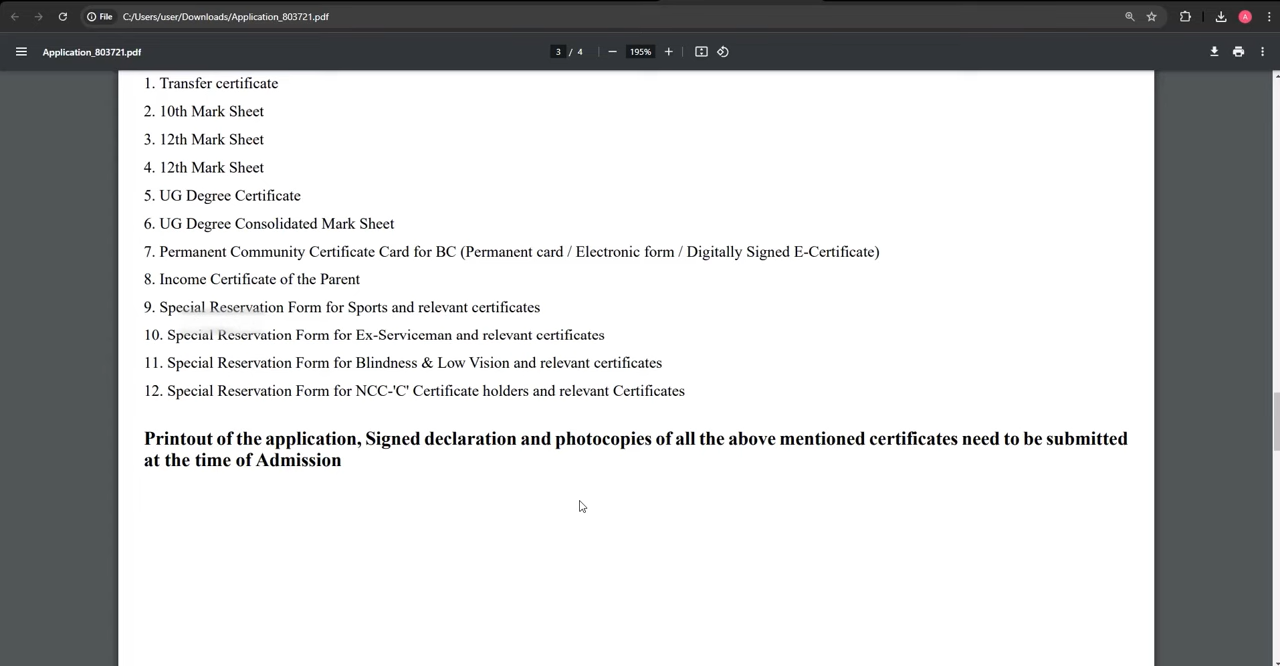 File C:/Users/user/Downloads/Application_803721.pdf A
Application_803721.pdf 3 / 4 195%
1. Transfer certificate
2. 10th Mark Sheet
3. 12th Mark Sheet
4. 12th Mark Sheet
5. UG Degree Certificate
6. UG Degree Consolidated Mark Sheet
7. Permanent Community Certificate Card for BC (Permanent card / Electronic form / Digitally Signed E-Certificate)
8. Income Certificate of the Parent
9. Special Reservation Form for Sports and relevant certificates
10. Special Reservation Form for Ex-Serviceman and relevant certificates
11. Special Reservation Form for Blindness & Low Vision and relevant certificates
12. Special Reservation Form for NCC-'C' Certificate holders and relevant Certificates
Printout of the application, Signed declaration and photocopies of all the above mentioned certificates need to be submitted
at the time of Admission